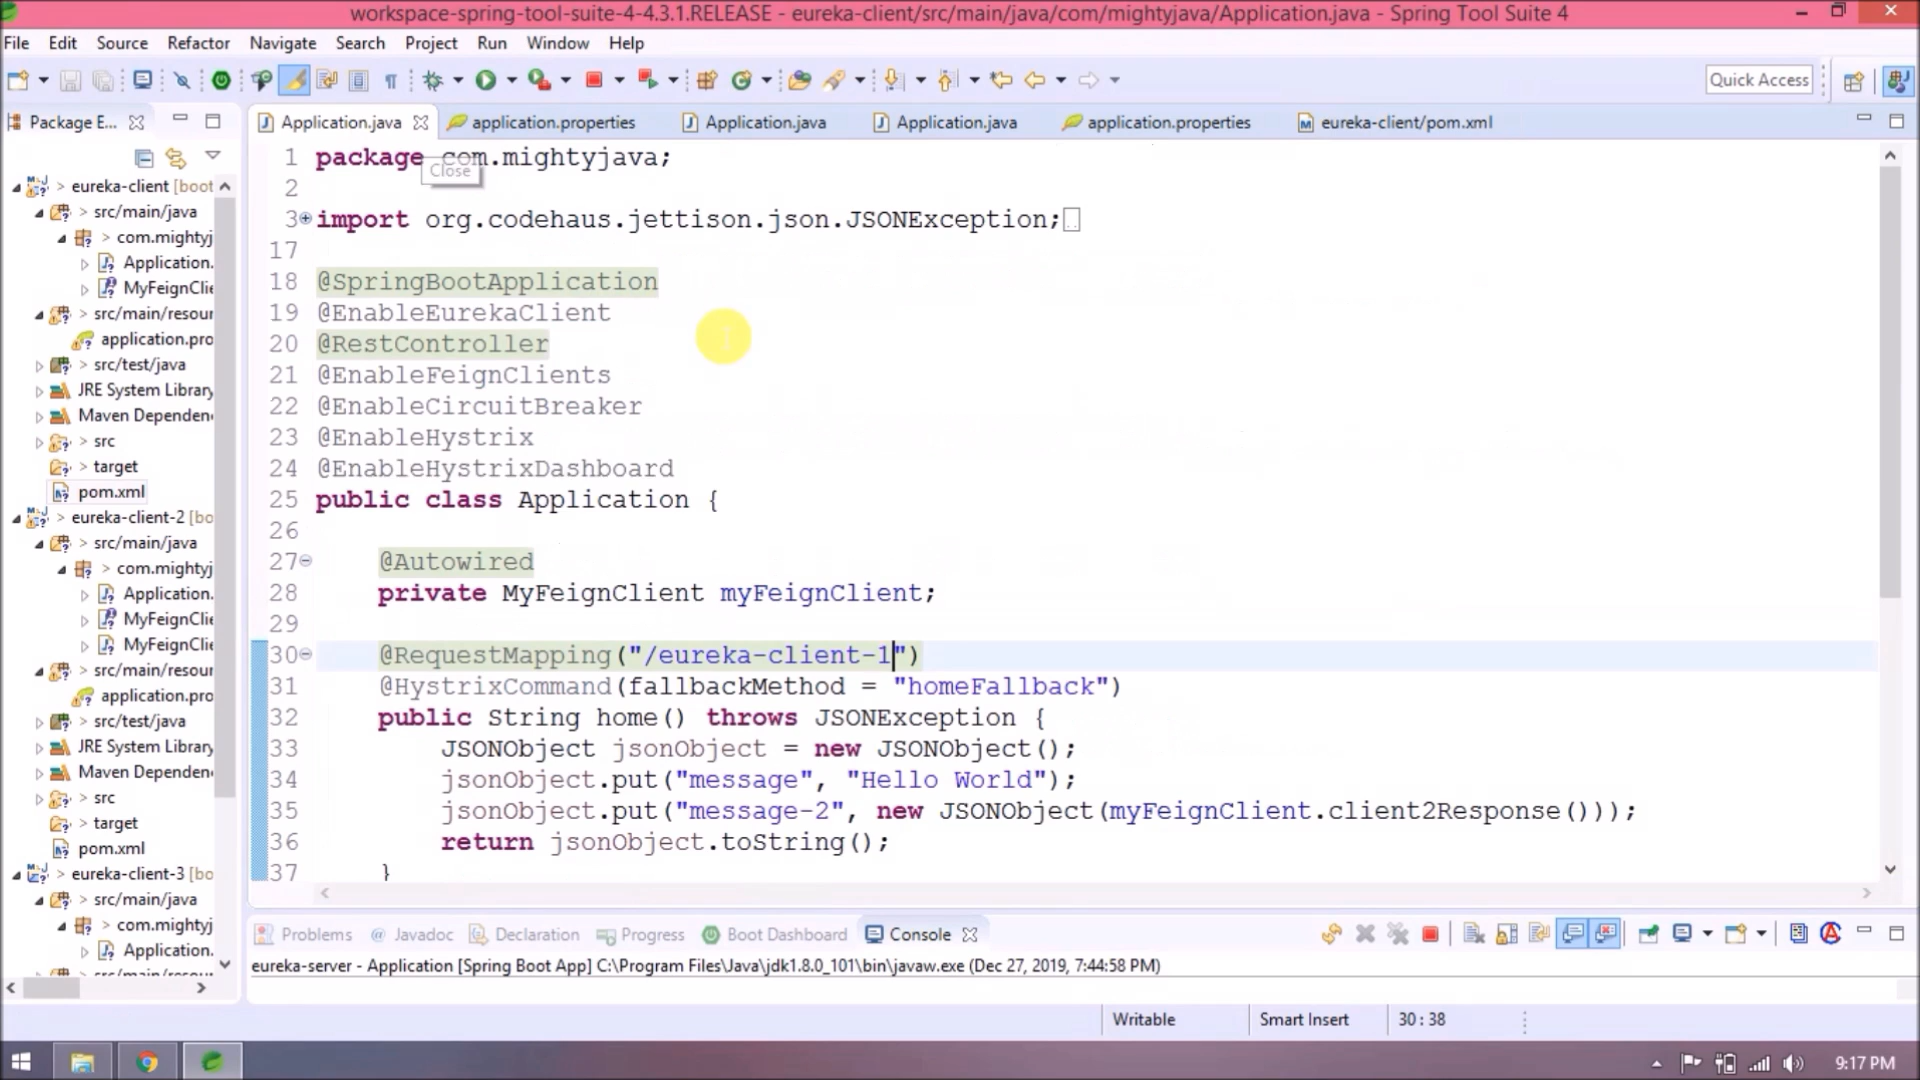 workspace-spring-tool-suite-4-4.3.1.RELEASE - eureka-client/src/main/java/com/mightyjava/Application.java - Spring Tool Suite 4
File Edit Source Refactor Navigate Search Project Run Window Help
Quick Access
Package E...
Application.java application.properties Application.java Application.java application.properties eureka-client/pom.xml
Close
> eureka-client [boot
> src/main/java
> com.mightyj
Application.
MyFeignClie
> src/main/resour
application.pro
> src/test/java
JRE System Library
Maven Dependen
> src
> target
pom.xml
> eureka-client-2 [bo
> src/main/java
> com.mightyj
Application.
MyFeignClie
MyFeignClie
> src/main/resour
application.pro
> src/test/java
JRE System Library
Maven Dependen
> src
> target
pom.xml
> eureka-client-3 [bo
> src/main/java
> com.mightyj
Application.
1 package com.mightyjava;
2
3 import org.codehaus.jettison.json.JSONException;
17
18 @SpringBootApplication
19 @EnableEurekaClient
20 @RestController
21 @EnableFeignClients
22 @EnableCircuitBreaker
23 @EnableHystrix
24 @EnableHystrixDashboard
25 public class Application {
26
27 @Autowired
28 private MyFeignClient myFeignClient;
29
30 @RequestMapping("/eureka-client-1")
31 @HystrixCommand(fallbackMethod = "homeFallback")
32 public String home() throws JSONException {
33 JSONObject jsonObject = new JSONObject();
34 jsonObject.put("message", "Hello World");
35 jsonObject.put("message-2", new JSONObject(myFeignClient.client2Response()));
36 return jsonObject.toString();
37 }
Problems Javadoc Declaration Progress Boot Dashboard Console
eureka-server - Application [Spring Boot App] C:\Program Files\Java\jdk1.8.0_101\bin\javaw.exe (Dec 27, 2019, 7:44:58 PM)
Writable Smart Insert 30 : 38
9:17 PM